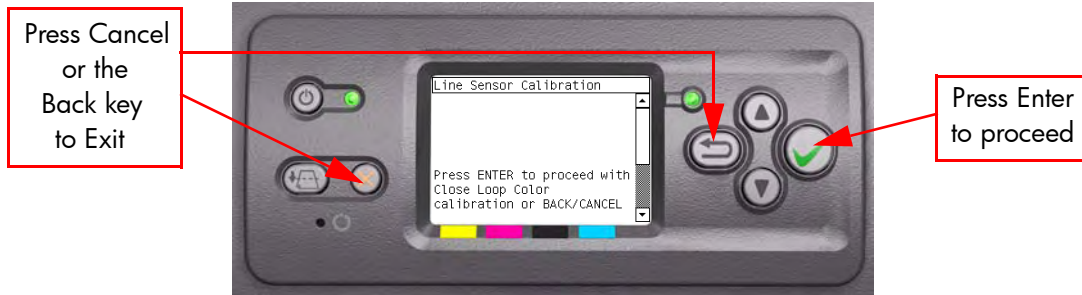 Press Cancel
or the
Back key
to Exit
Line Sensor Calibration
Press ENTER to proceed with
Close Loop Color
calibration or BACK/CANCEL
Press Enter
to proceed